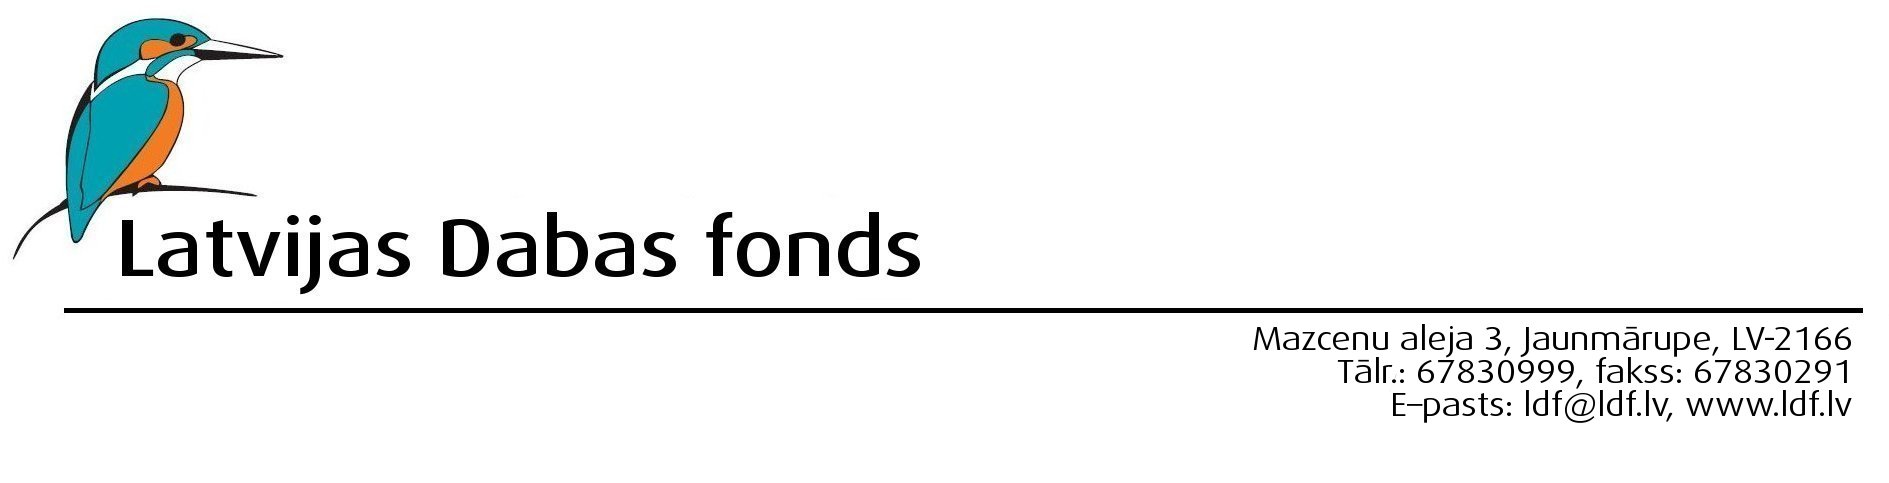 Latvijas Dabas fonds
Mazcenu aleja 3, Jaunmārupe, LV-2166
Tālr.: 67830999, fakss: 67830291
E–pasts: ldf@ldf.lv, www.ldf.lv